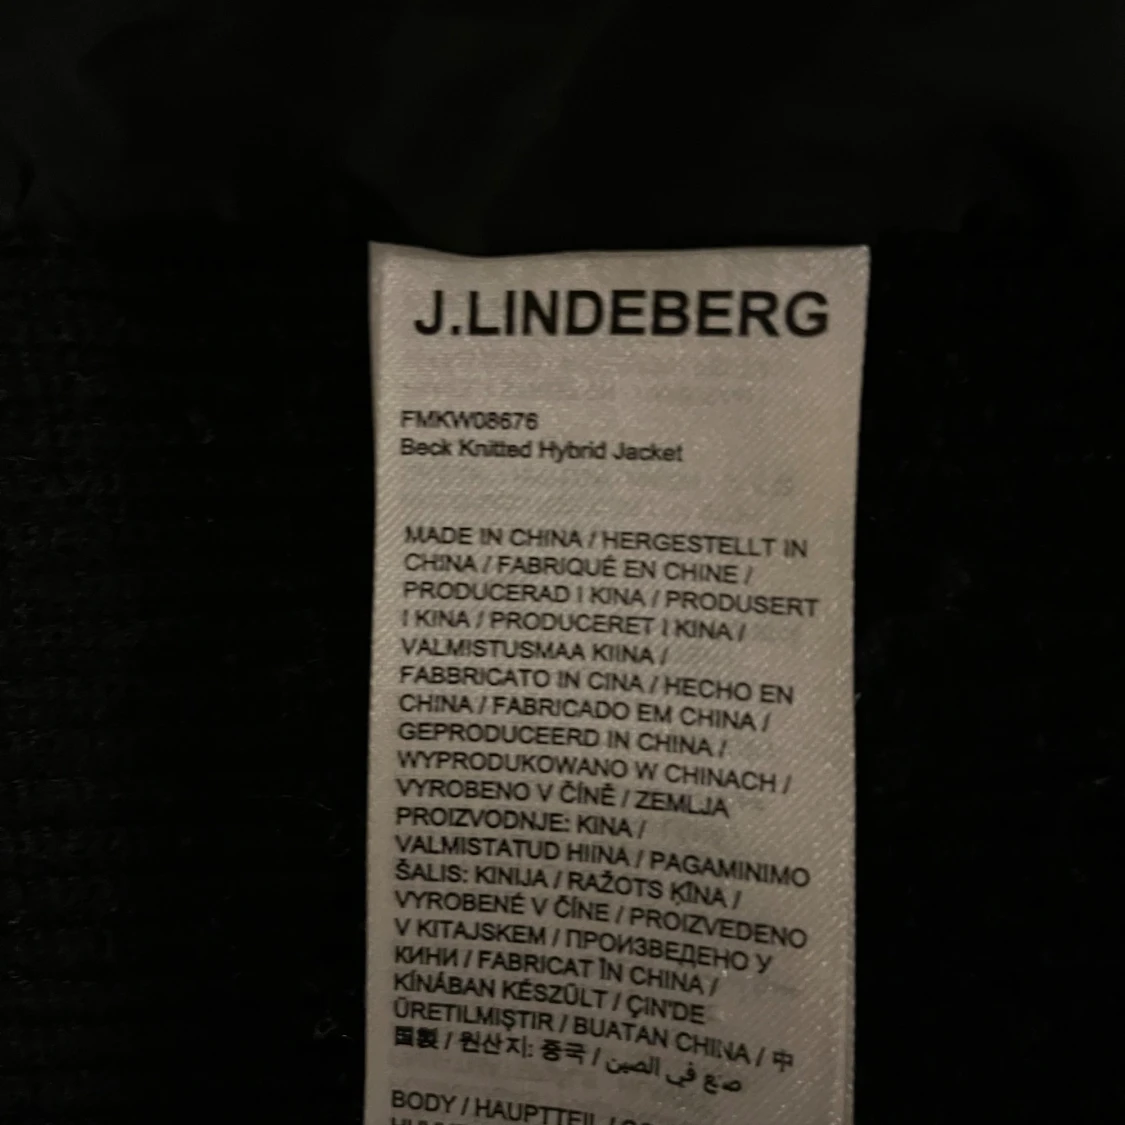 J.LINDEBERG
FMKW08676
Beck Knitted Hybrid Jacket
MADE IN CHINA / HERGESTELLT IN
CHINA / FABRIQUÉ EN CHINE /
PRODUCERAD I KINA / PRODUSERT
I KINA / PRODUCERET I KINA /
VALMISTUSMAA KIINA /
FABBRICATO IN CINA / HECHO EN
CHINA / FABRICADO EM CHINA /
GEPRODUCEERD IN CHINA /
WYPRODUKOWANO W CHINACH /
VYROBENO V ČÍNĚ / ZEMLJA
PROIZVODNJE: KINA /
VALMISTATUD HIINA / PAGAMINIMO
ŠALIS: KINIJA / RAŽOTS ĶĪNA /
VYROBENÉ V ČÍNE / PROIZVEDENO
V KITAJSKEM / ПРОИЗВЕДЕНО У
КИНИ / FABRICAT ÎN CHINA /
KÍNÁBAN KÉSZÜLT / ÇIN'DE
ÜRETILMIŞTIR / BUATAN CHINA / 中
国製 / 원산지: 중국 / صنع في الصين
BODY / HAUPTTEIL /